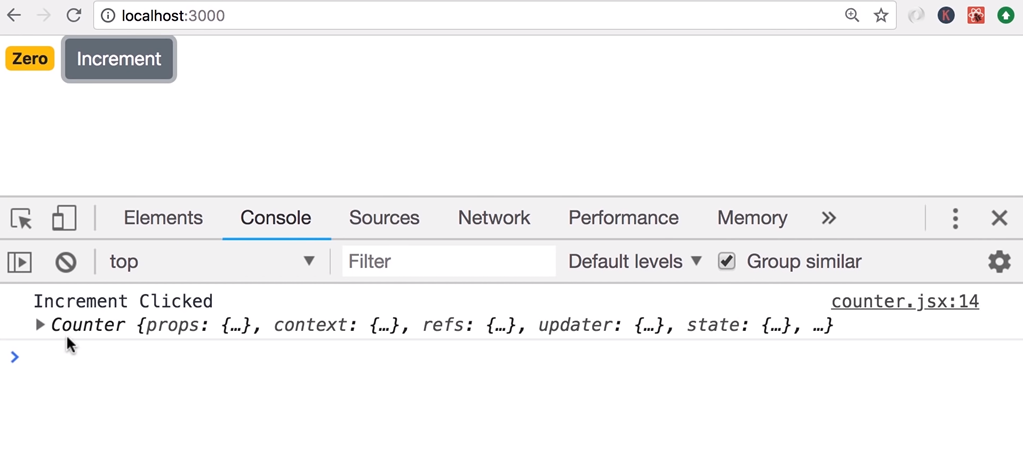 localhost:3000
K
Zero Increment
Elements Console Sources Network Performance Memory »
top Filter Default levels Group similar
Increment Clicked counter.jsx:14
Counter {props: {…}, context: {…}, refs: {…}, updater: {…}, state: {…}, …}